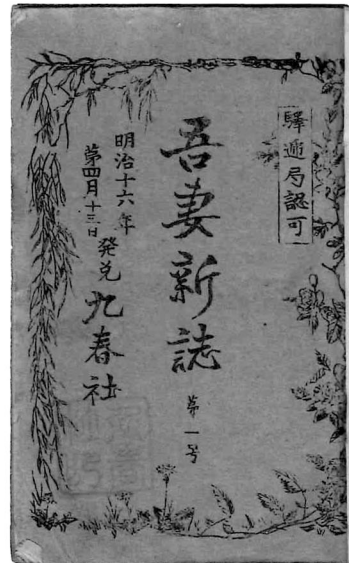 驛逓局認可
吾妻新誌
第一号
明治十六年
第四月十三日
発兌
九春社